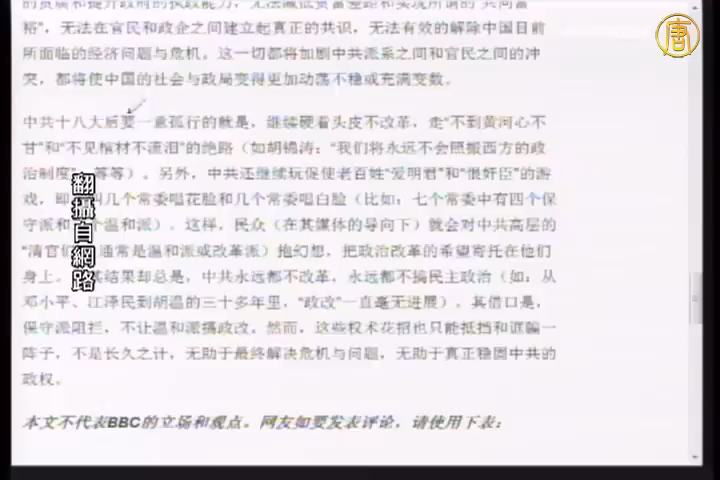 的贪腐和提升政府的执政能力，无法减低贫富差距和实现所谓的"共同富
裕"，无法在官民和政企之间建立起真正的共识，无法有效的解除中国目前
所面临的经济问题与危机。这一切都将加剧中共派系之间和官民之间的冲
突，都将使中国的社会与政局变得更加动荡不稳或充满变数。
中共十八大后要一意孤行的就是，继续硬着头皮不改革，走"不到黄河心不
甘"和"不见棺材不流泪"的绝路（如胡锦涛："我们将永远不会照搬西方的政
治制度"，等等）。另外，中共还继续玩促使老百姓"爱明君"和"恨奸臣"的游
戏，即 叫几个常委唱花脸和几个常委唱白脸（比如：七个常委中有四个保
守派和 个温和派）。这样，民众（在其媒体的导向下）就会对中共高层的
"清官们" 通常是温和派或改革派）抱幻想，把政治改革的希望寄托在他们
身上。 其结果却总是，中共永远都不改革，永远都不搞民主政治（如：从
邓小平、江泽民到胡温的三十多年里，"政改"一直毫无进展）。其借口是，
保守派阻拦，不让温和派搞政改。然而，这些权术花招也只能抵挡和诓骗一
阵子，不是长久之计，无助于最终解决危机与问题，无助于真正稳固中共的
政权。
本文不代表BBC的立场和观点。网友如要发表评论，请使用下表：
翻攝自網路
唐